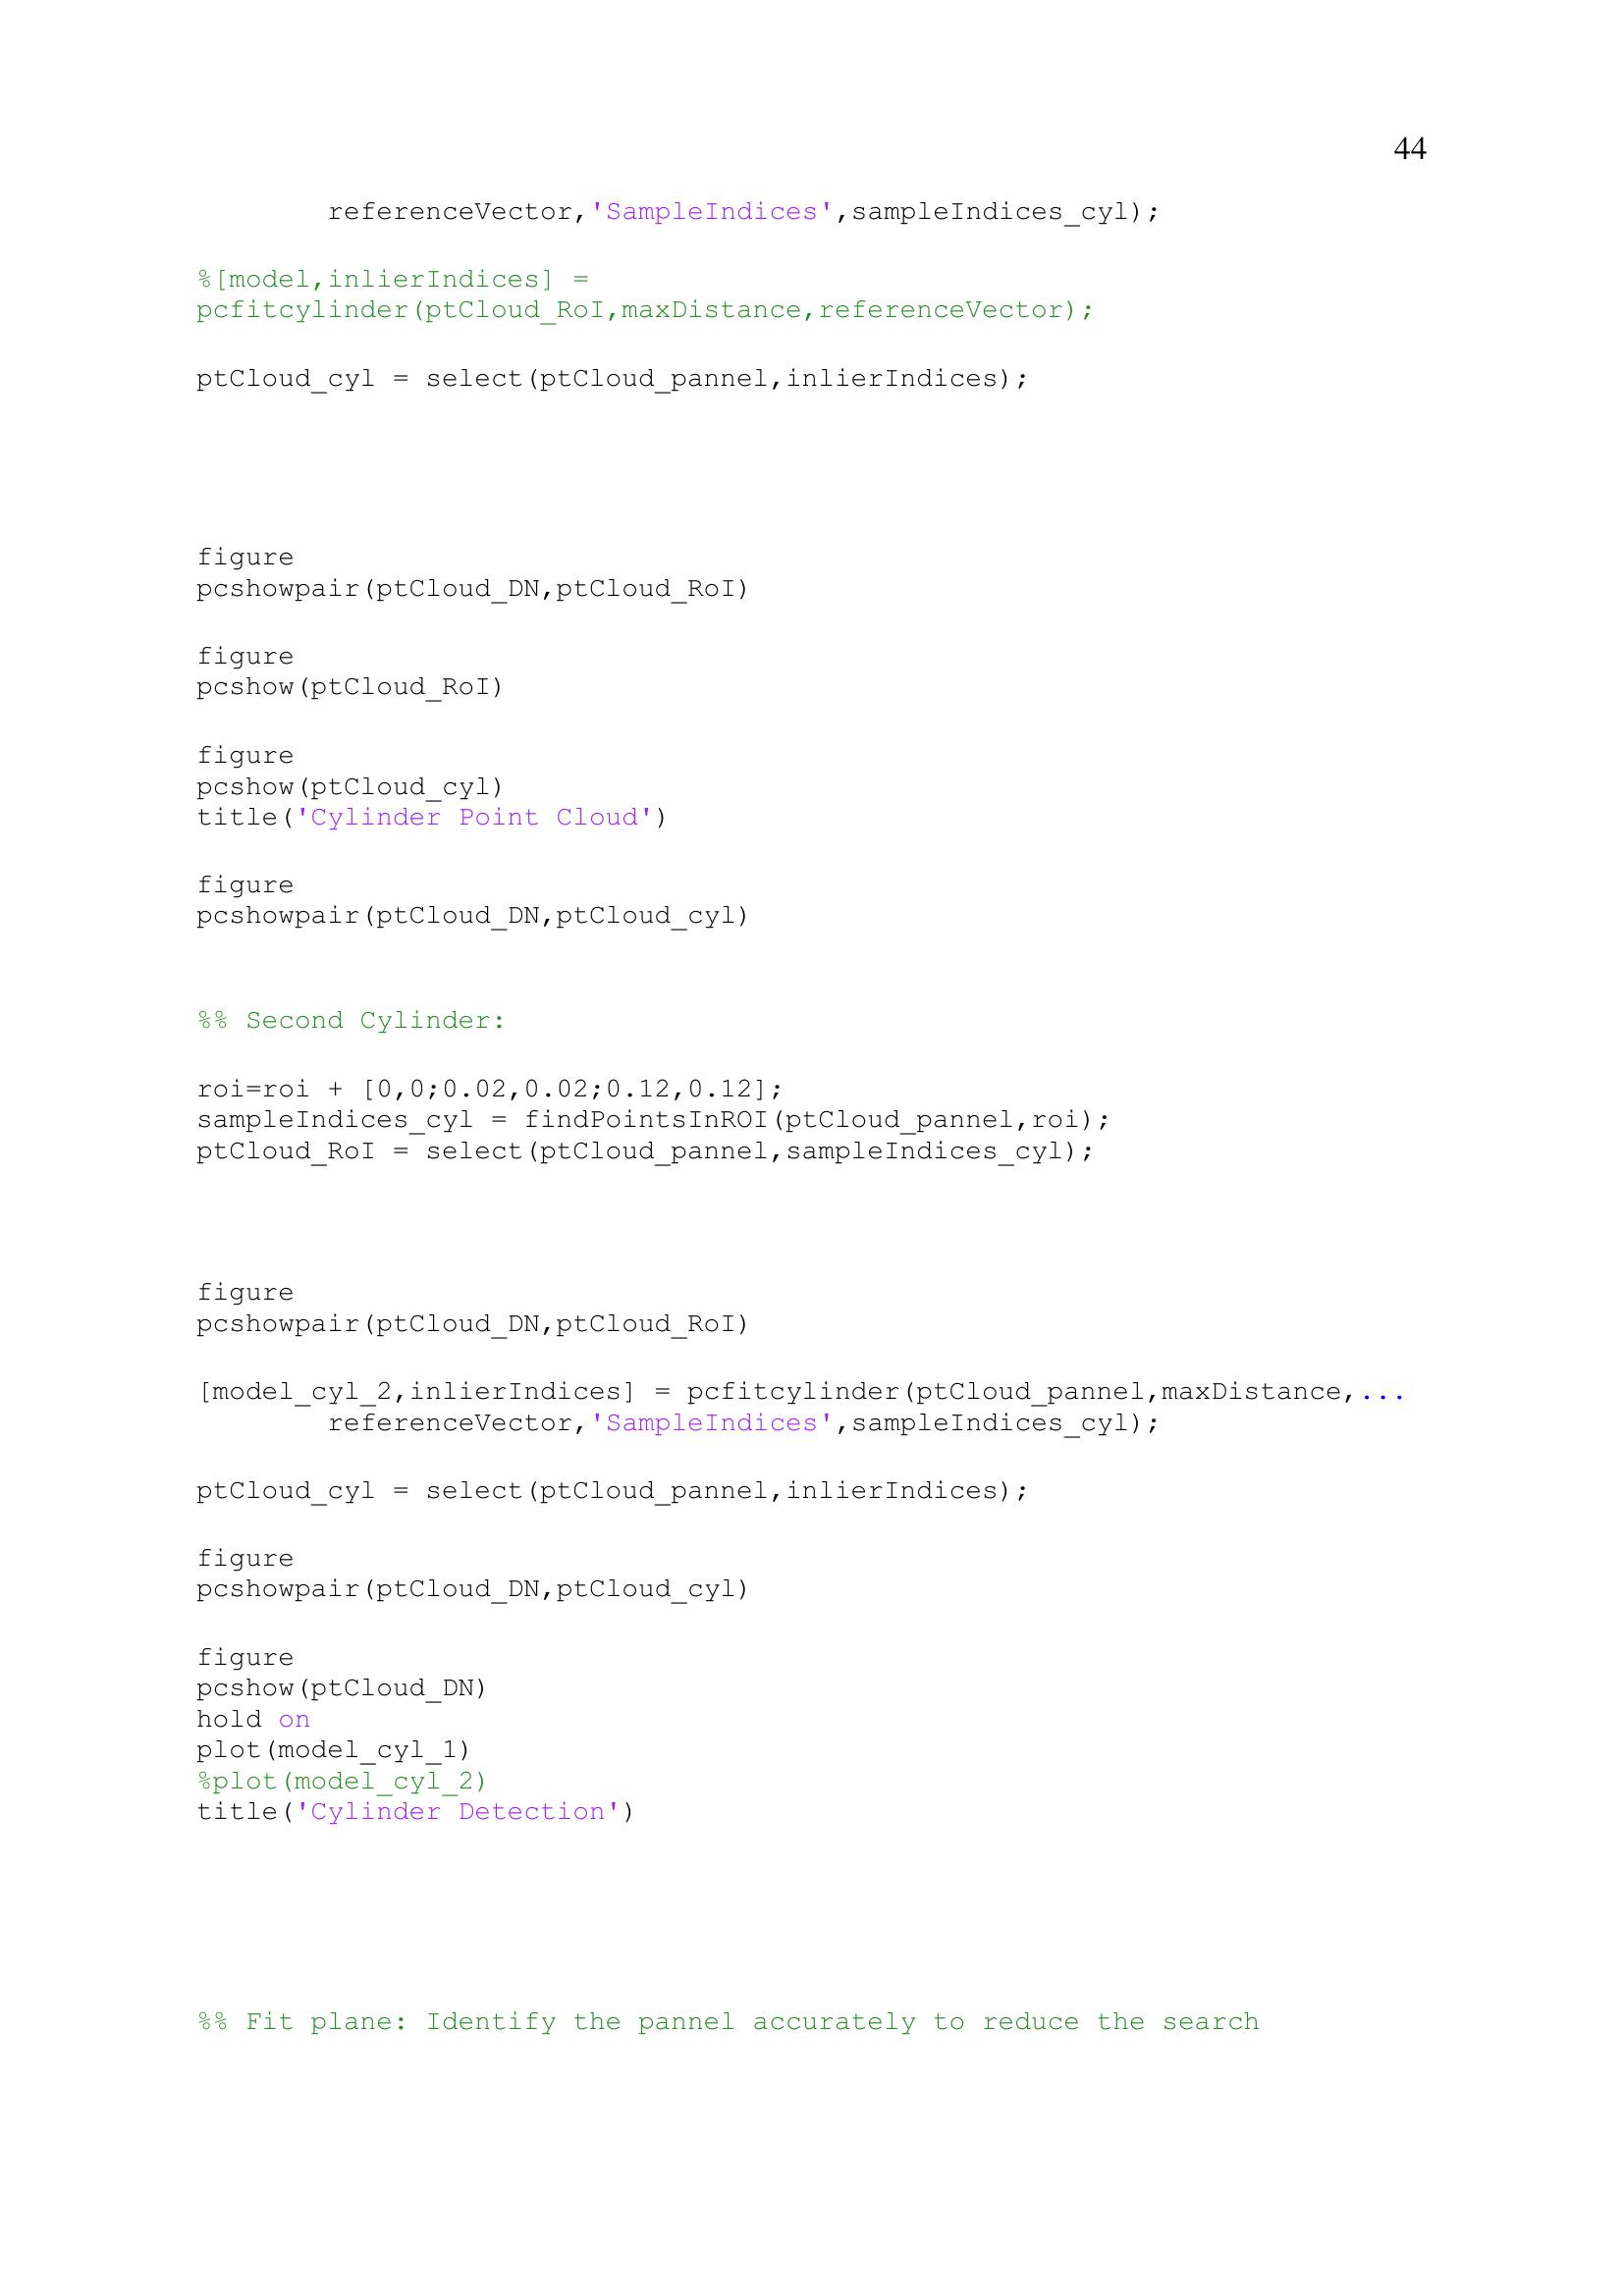 44
referenceVector,'SampleIndices',sampleIndices_cyl);
%[model,inlierIndices] =
pcfitcylinder(ptCloud_RoI,maxDistance,referenceVector);
ptCloud_cyl = select(ptCloud_pannel,inlierIndices);
figure
pcshowpair(ptCloud_DN,ptCloud_RoI)
figure
pcshow(ptCloud_RoI)
figure
pcshow(ptCloud_cyl)
title('Cylinder Point Cloud')
figure
pcshowpair(ptCloud_DN,ptCloud_cyl)
%% Second Cylinder:
roi=roi + [0,0;0.02,0.02;0.12,0.12];
sampleIndices_cyl = findPointsInROI(ptCloud_pannel,roi);
ptCloud_RoI = select(ptCloud_pannel,sampleIndices_cyl);
figure
pcshowpair(ptCloud_DN,ptCloud_RoI)
[model_cyl_2,inlierIndices] = pcfitcylinder(ptCloud_pannel,maxDistance,...
referenceVector,'SampleIndices',sampleIndices_cyl);
ptCloud_cyl = select(ptCloud_pannel,inlierIndices);
figure
pcshowpair(ptCloud_DN,ptCloud_cyl)
figure
pcshow(ptCloud_DN)
hold on
plot(model_cyl_1)
%plot(model_cyl_2)
title('Cylinder Detection')
%% Fit plane: Identify the pannel accurately to reduce the search